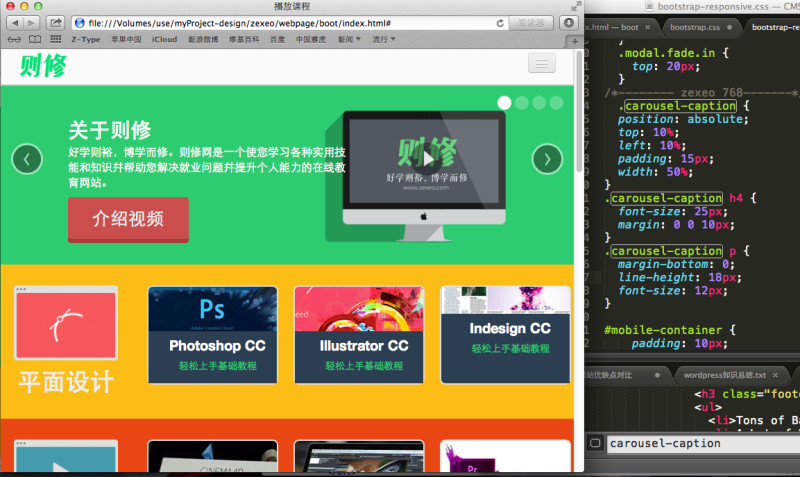 播放课程
file:///Volumes/use/myProject-design/zexeo/webpage/boot/index.html#
阅读器
Z-Type 苹果中国 iCloud 新浪微博 维基百科 百度 中国雅虎 新闻 流行
则修
关于则修
好学则裕，博学而修。则修网是一个使您学习各种实用技
能和知识幷帮助您解决就业问题幷提升个人能力的在线教
育网站。
介绍视频
则修
好学则裕，博学而修
www.zexeo.com
平面设计
Ps
Photoshop CC
轻松上手基础教程
Illustrator CC
轻松上手基础教程
Indesign CC
轻松上手基础教程
CINEMA 4D
Pr
bootstrap-responsive.css — CMS
x.html — boot
bootstrap.css
bootstrap-resp
}
.modal.fade.in {
top: 20px;
}
/*-------- zexeo 768-------*/
.carousel-caption {
position: absolute;
top: 10%;
left: 10%;
padding: 15px;
width: 50%;
}
.carousel-caption h4 {
font-size: 25px;
margin: 0 0 10px;
}
.carousel-caption p {
margin-bottom: 0;
line-height: 18px;
font-size: 12px;
}
#mobile-container {
padding: 10px;
站优缺点对比
wordpress知识总结.txt
<h3 class="foote
<ul>
<li>Tons of Ba
carousel-caption